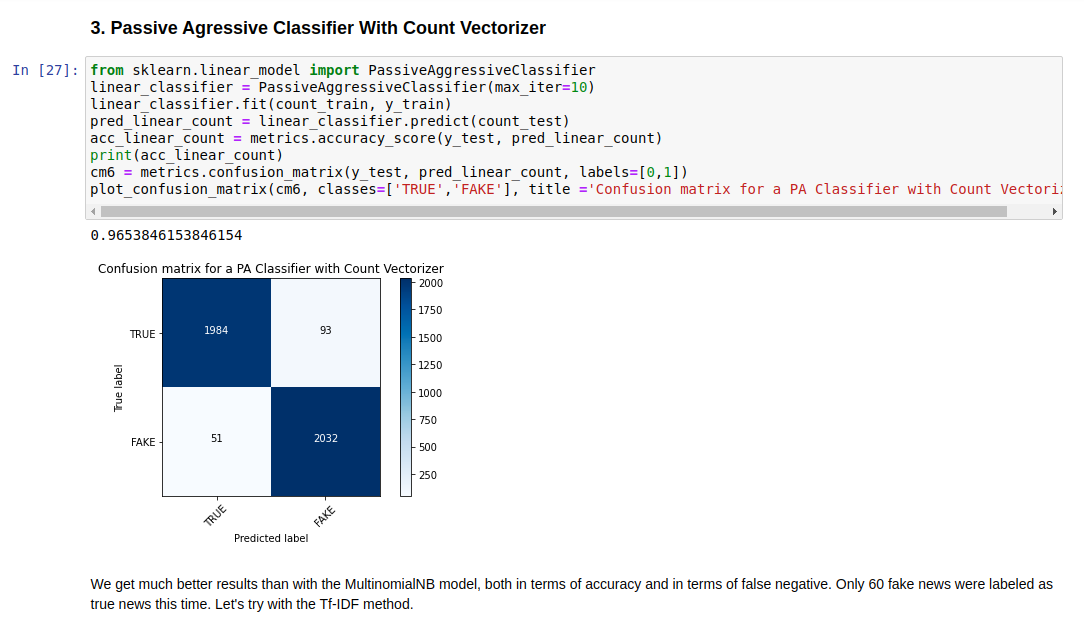 3. Passive Agressive Classifier With Count Vectorizer
In [27]:
from sklearn.linear_model import PassiveAggressiveClassifier
linear_classifier = PassiveAggressiveClassifier(max_iter=10)
linear_classifier.fit(count_train, y_train)
pred_linear_count = linear_classifier.predict(count_test)
acc_linear_count = metrics.accuracy_score(y_test, pred_linear_count)
print(acc_linear_count)
cm6 = metrics.confusion_matrix(y_test, pred_linear_count, labels=[0,1])
plot_confusion_matrix(cm6, classes=['TRUE','FAKE'], title ='Confusion matrix for a PA Classifier with Count
0.9653846153846154
Confusion matrix for a PA Classifier with Count Vectorizer
True label
TRUE
1984
93
FAKE
51
2032
TRUE
FAKE
Predicted label
2000
1750
1500
1250
1000
750
500
250
We get much better results than with the MultinomialNB model, both in terms of accuracy and in terms of false negative. Only 60 fake news were labeled as
true news this time. Let's try with the Tf-IDF method.